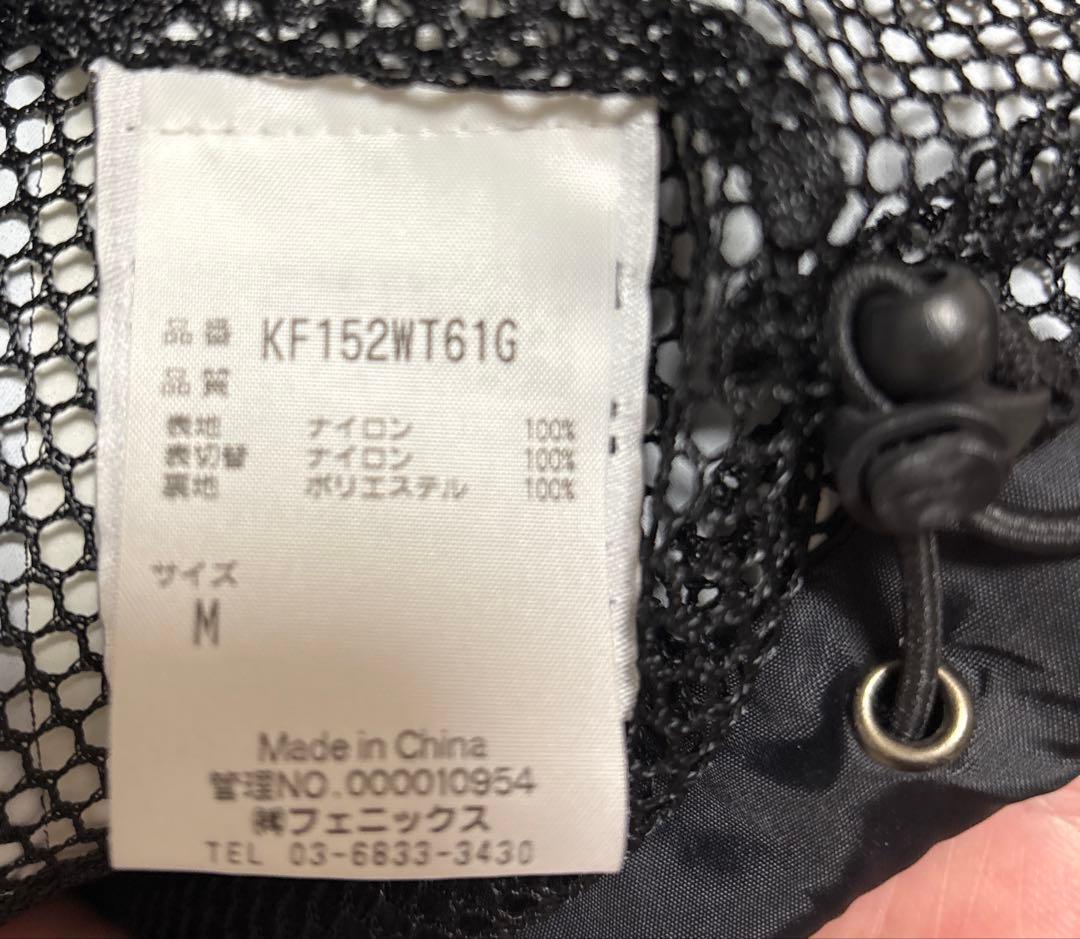 品番 KF152WT61G
品質
表地 ナイロン 100%
表切替 ナイロン 100%
裏地 ポリエステル 100%
サイズ
M
Made in China
管理NO.000010954
㈱フェニックス
TEL 03-6833-3430